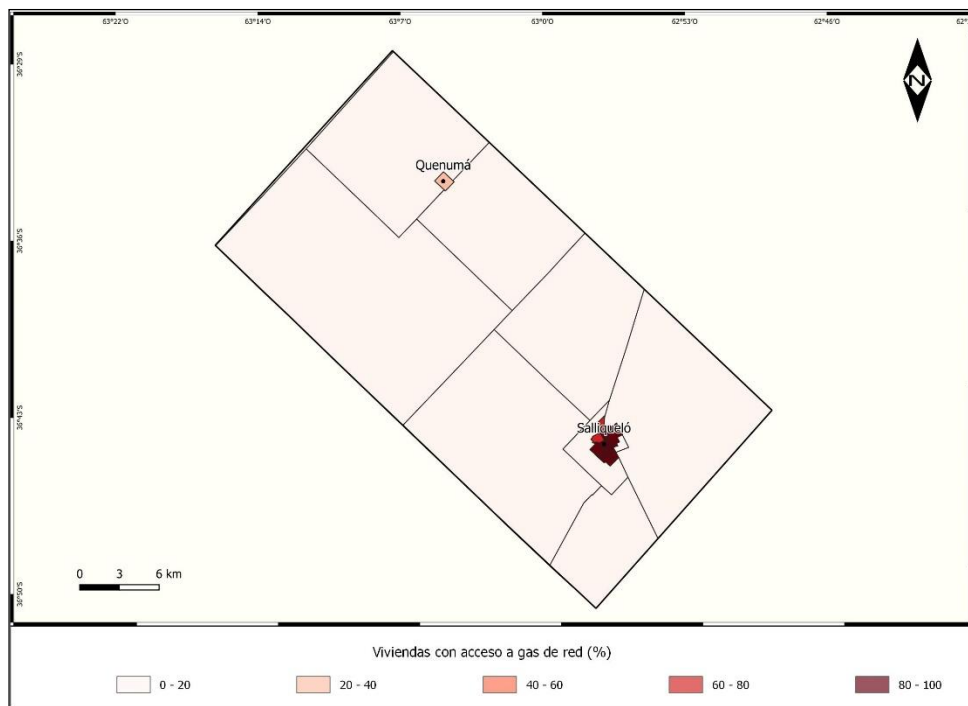 63°22'O 63°14'O 63°7'O 63°0'O 62°53'O 62°46'O
36°29'S
N
Quenumá
36°36'S
36°43'S
Salliqueló
36°50'S
0 3 6 km
Viviendas con acceso a gas de red (%)
0 - 20 20 - 40 40 - 60 60 - 80 80 - 100